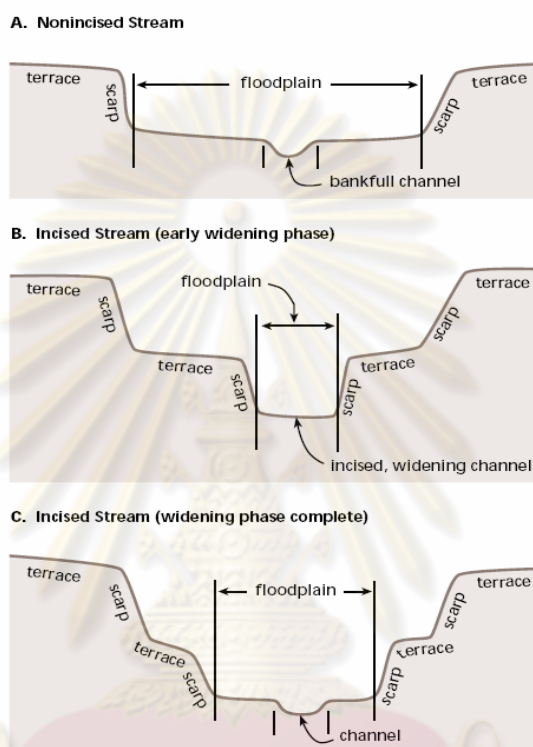 A. Nonincised Stream
terrace
scarp
floodplain
scarp
terrace
bankfull channel
B. Incised Stream (early widening phase)
terrace
scarp
floodplain
terrace
scarp
terrace
scarp
scarp
terrace
incised, widening channel
C. Incised Stream (widening phase complete)
terrace
scarp
floodplain
terrace
scarp
terrace
scarp
terrace
scarp
channel